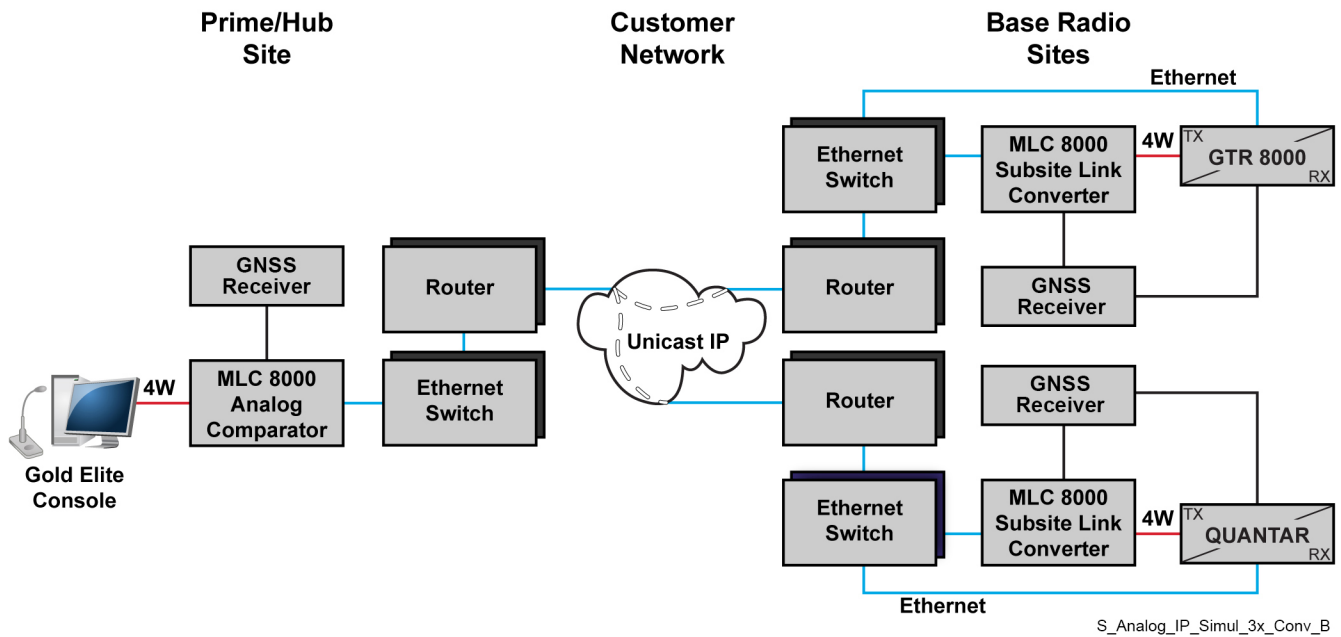 Prime/Hub
Site
Customer
Network
Base Radio
Sites
Ethernet
Ethernet
Switch
MLC 8000
Subsite Link
Converter
4W
TX
GTR 8000
RX
GNSS
Receiver
Router
Unicast IP
Router
GNSS
Receiver
4W
MLC 8000
Analog
Comparator
Ethernet
Switch
Router
GNSS
Receiver
Gold Elite
Console
Ethernet
Switch
MLC 8000
Subsite Link
Converter
4W
TX
QUANTAR
RX
Ethernet
S_Analog_IP_Simul_3x_Conv_B